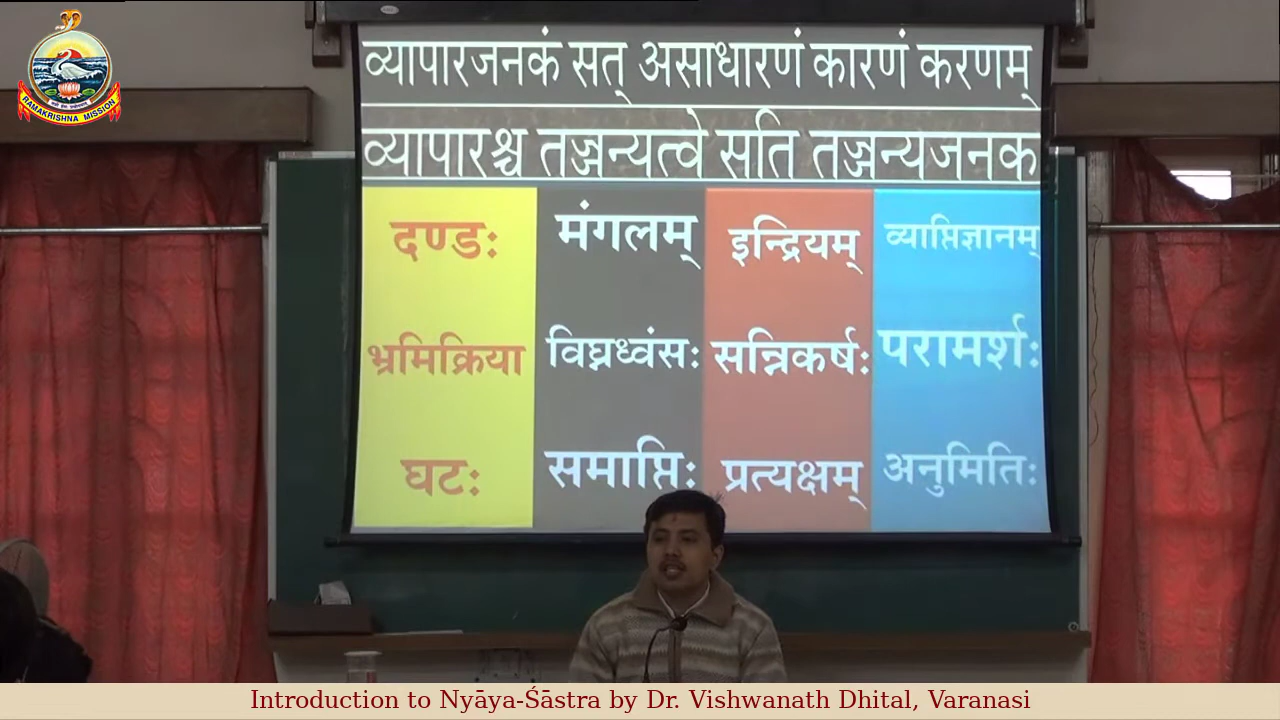 व्यापारजनकं सत् असाधारणं कारणं करणम्
व्यापारश्च तज्जन्यत्वे सति तज्जन्यजनक
दण्डः मंगलम् इन्द्रियम् व्याप्तिज्ञानम्
भ्रमिक्रिया विघ्नध्वंसः सन्निकर्षः परामर्शः
घटः समाप्तिः प्रत्यक्षम् अनुमितिः
RAMAKRISHNA MISSION
Introduction to Nyāya-Śāstra by Dr. Vishwanath Dhital, Varanasi